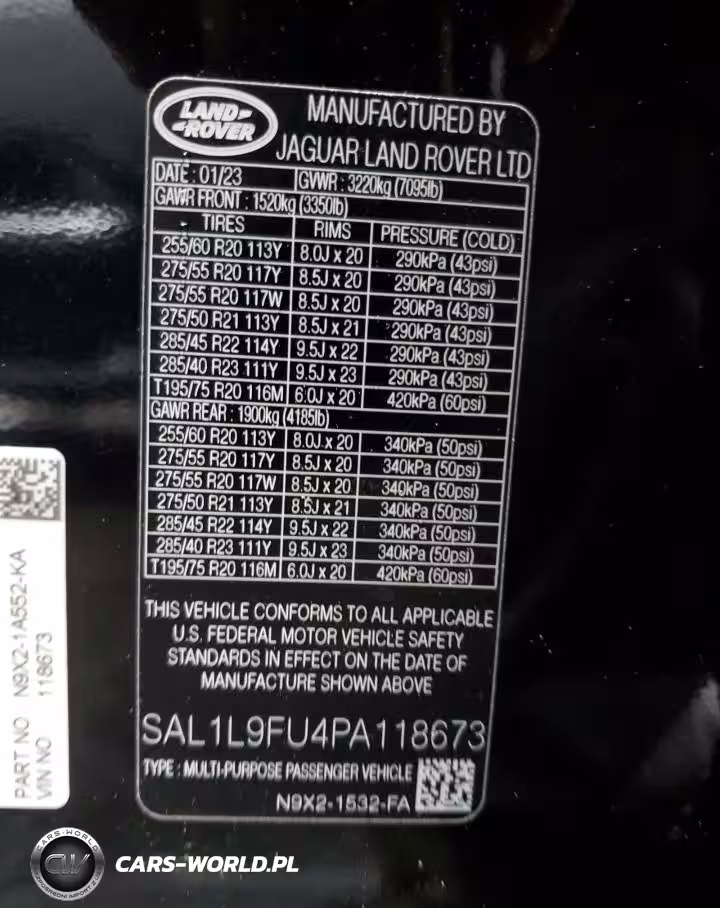 LAND-
-ROVER
MANUFACTURED BY
JAGUAR LAND ROVER LTD
DATE: 01/23 GVWR : 3220kg (7095lb)
GAWR FRONT : 1520kg (3350lb)
TIRES RIMS PRESSURE (COLD)
255/60 R20 113Y 8.0J x 20 290kPa (43psi)
275/55 R20 117Y 8.5J x 20 290kPa (43psi)
275/55 R20 117W 8.5J x 20 290kPa (43psi)
275/50 R21 113Y 8.5J x 21 290kPa (43psi)
285/45 R22 114Y 9.5J x 22 290kPa (43psi)
285/40 R23 111Y 9.5J x 23 290kPa (43psi)
T195/75 R20 116M 6.0J x 20 420kPa (60psi)
GAWR REAR : 1900kg (4185lb)
255/60 R20 113Y 8.0J x 20 340kPa (50psi)
275/55 R20 117Y 8.5J x 20 340kPa (50psi)
275/55 R20 117W 8.5J x 20 340kPa (50psi)
275/50 R21 113Y 8.5J x 21 340kPa (50psi)
285/45 R22 114Y 9.5J x 22 340kPa (50psi)
285/40 R23 111Y 9.5J x 23 340kPa (50psi)
T195/75 R20 116M 6.0J x 20 420kPa (60psi)
THIS VEHICLE CONFORMS TO ALL APPLICABLE
U.S. FEDERAL MOTOR VEHICLE SAFETY
STANDARDS IN EFFECT ON THE DATE OF
MANUFACTURE SHOWN ABOVE
SAL1L9FU4PA118673
TYPE : MULTI-PURPOSE PASSENGER VEHICLE
N9X2-1532-FA
PART NO N9X2-1A552-KA
VIN NO 118673
CARS-WORLD
CW
BEZPOŚREDNI IMPORT Z USA
CARS-WORLD.PL